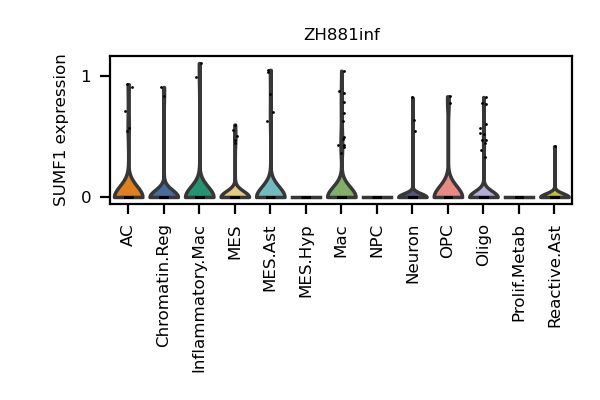 ZH881inf
SUMF1 expression
1
0
AC
Chromatin.Reg
Inflammatory.Mac
MES
MES.Ast
MES.Hyp
Mac
NPC
Neuron
OPC
Oligo
Prolif.Metab
Reactive.Ast